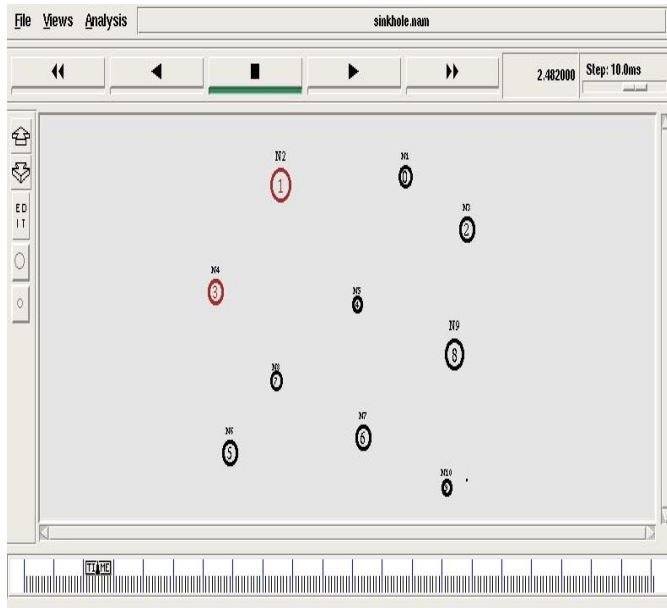 File Views Analysis sinkhole.nam
2.482000 Step: 10.0ms
ED
IT
N2
1
N1
0
N3
2
N4
3
N5
4
N9
8
N8
7
N7
6
N6
5
N10
9
TIME